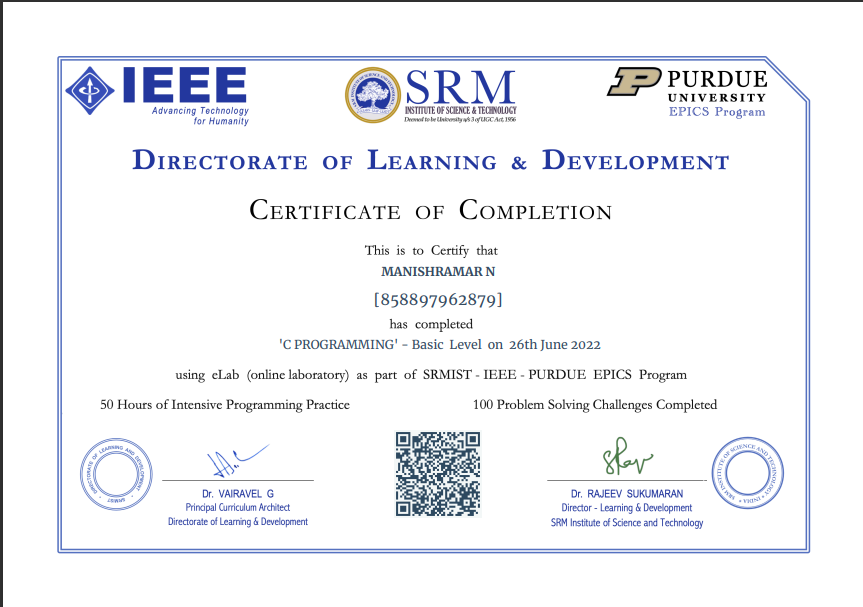 IEEE
Advancing Technology
for Humanity
SRM
INSTITUTE OF SCIENCE & TECHNOLOGY
Deemed to be University u/s 3 of UGC Act, 1956
PURDUE
UNIVERSITY
EPICS Program
DIRECTORATE OF LEARNING & DEVELOPMENT
CERTIFICATE OF COMPLETION
This is to Certify that
MANISHRAMAR N
[858897962879]
has completed
'C PROGRAMMING' - Basic Level on 26th June 2022
using eLab (online laboratory) as part of SRMIST - IEEE - PURDUE EPICS Program
50 Hours of Intensive Programming Practice
100 Problem Solving Challenges Completed
DIRECTORATE OF LEARNING AND DEVELOPMENT
SRMIST
Dr. VAIRAVEL G
Principal Curriculum Architect
Directorate of Learning & Development
Dr. RAJEEV SUKUMARAN
Director - Learning & Development
SRM Institute of Science and Technology
SRM INSTITUTE OF SCIENCE AND TECHNOLOGY
INDIA